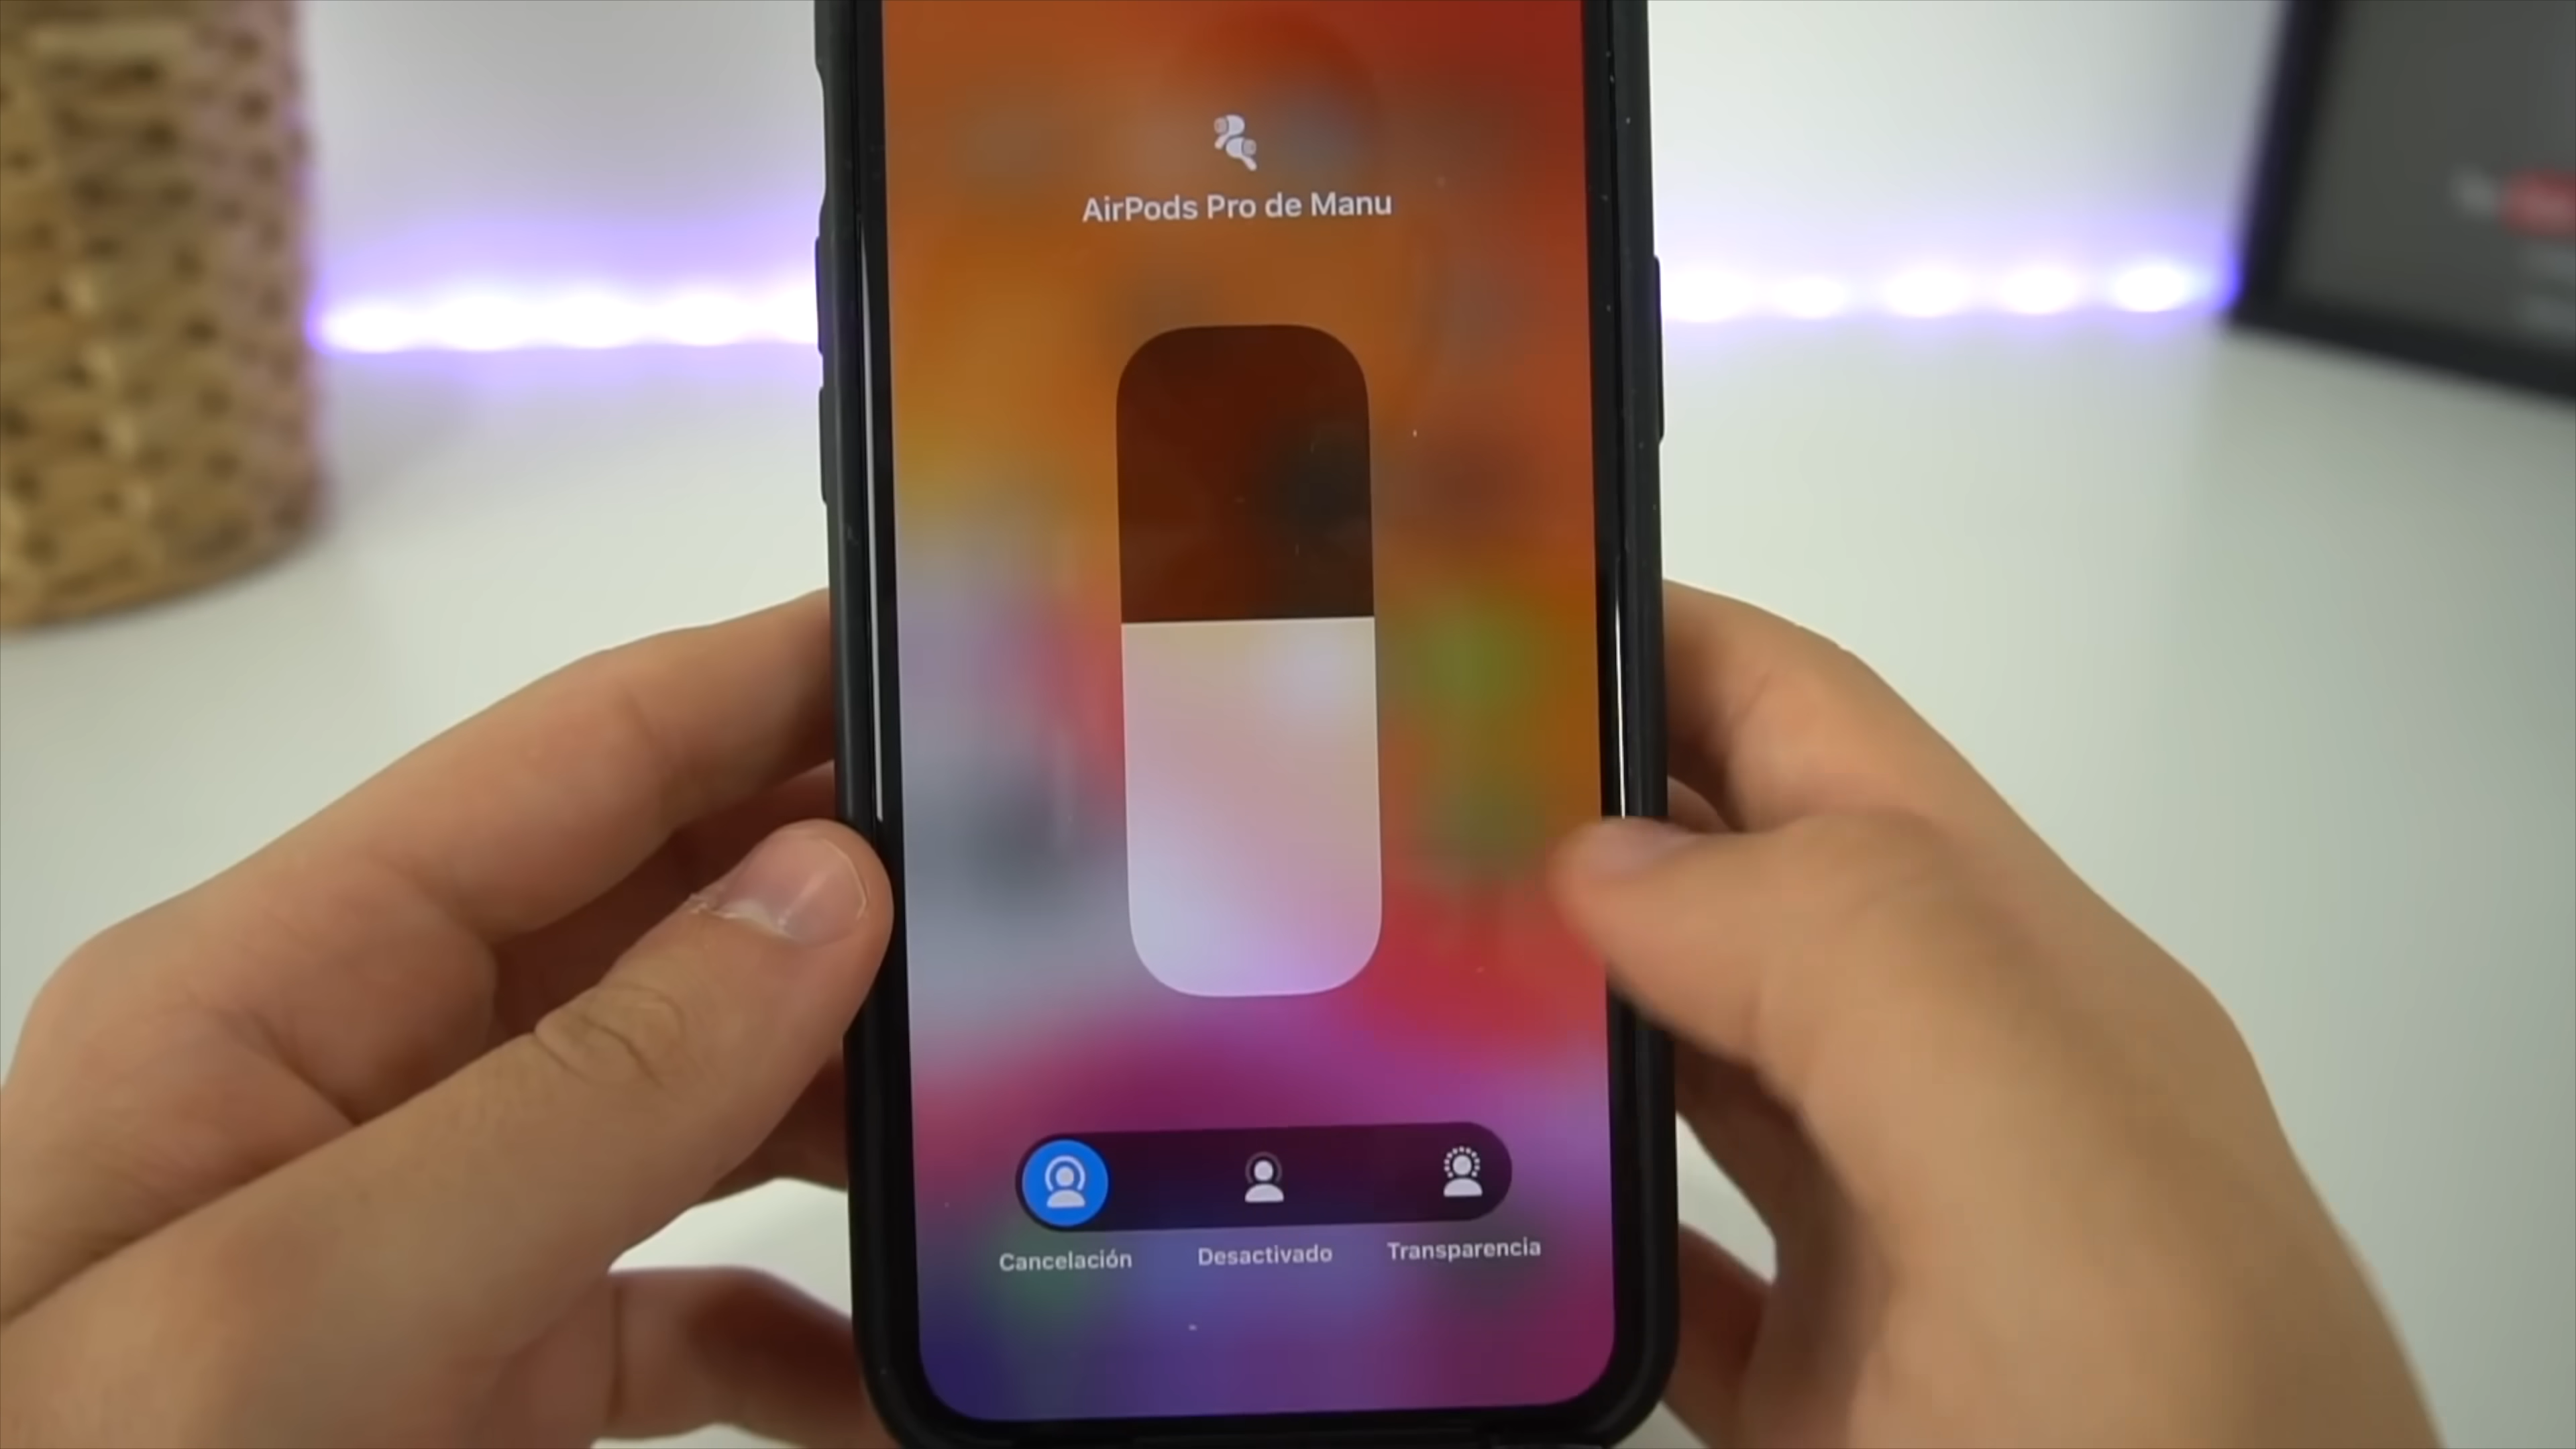 AirPods Pro de Manu
Cancelación
Desactivado
Transparencia